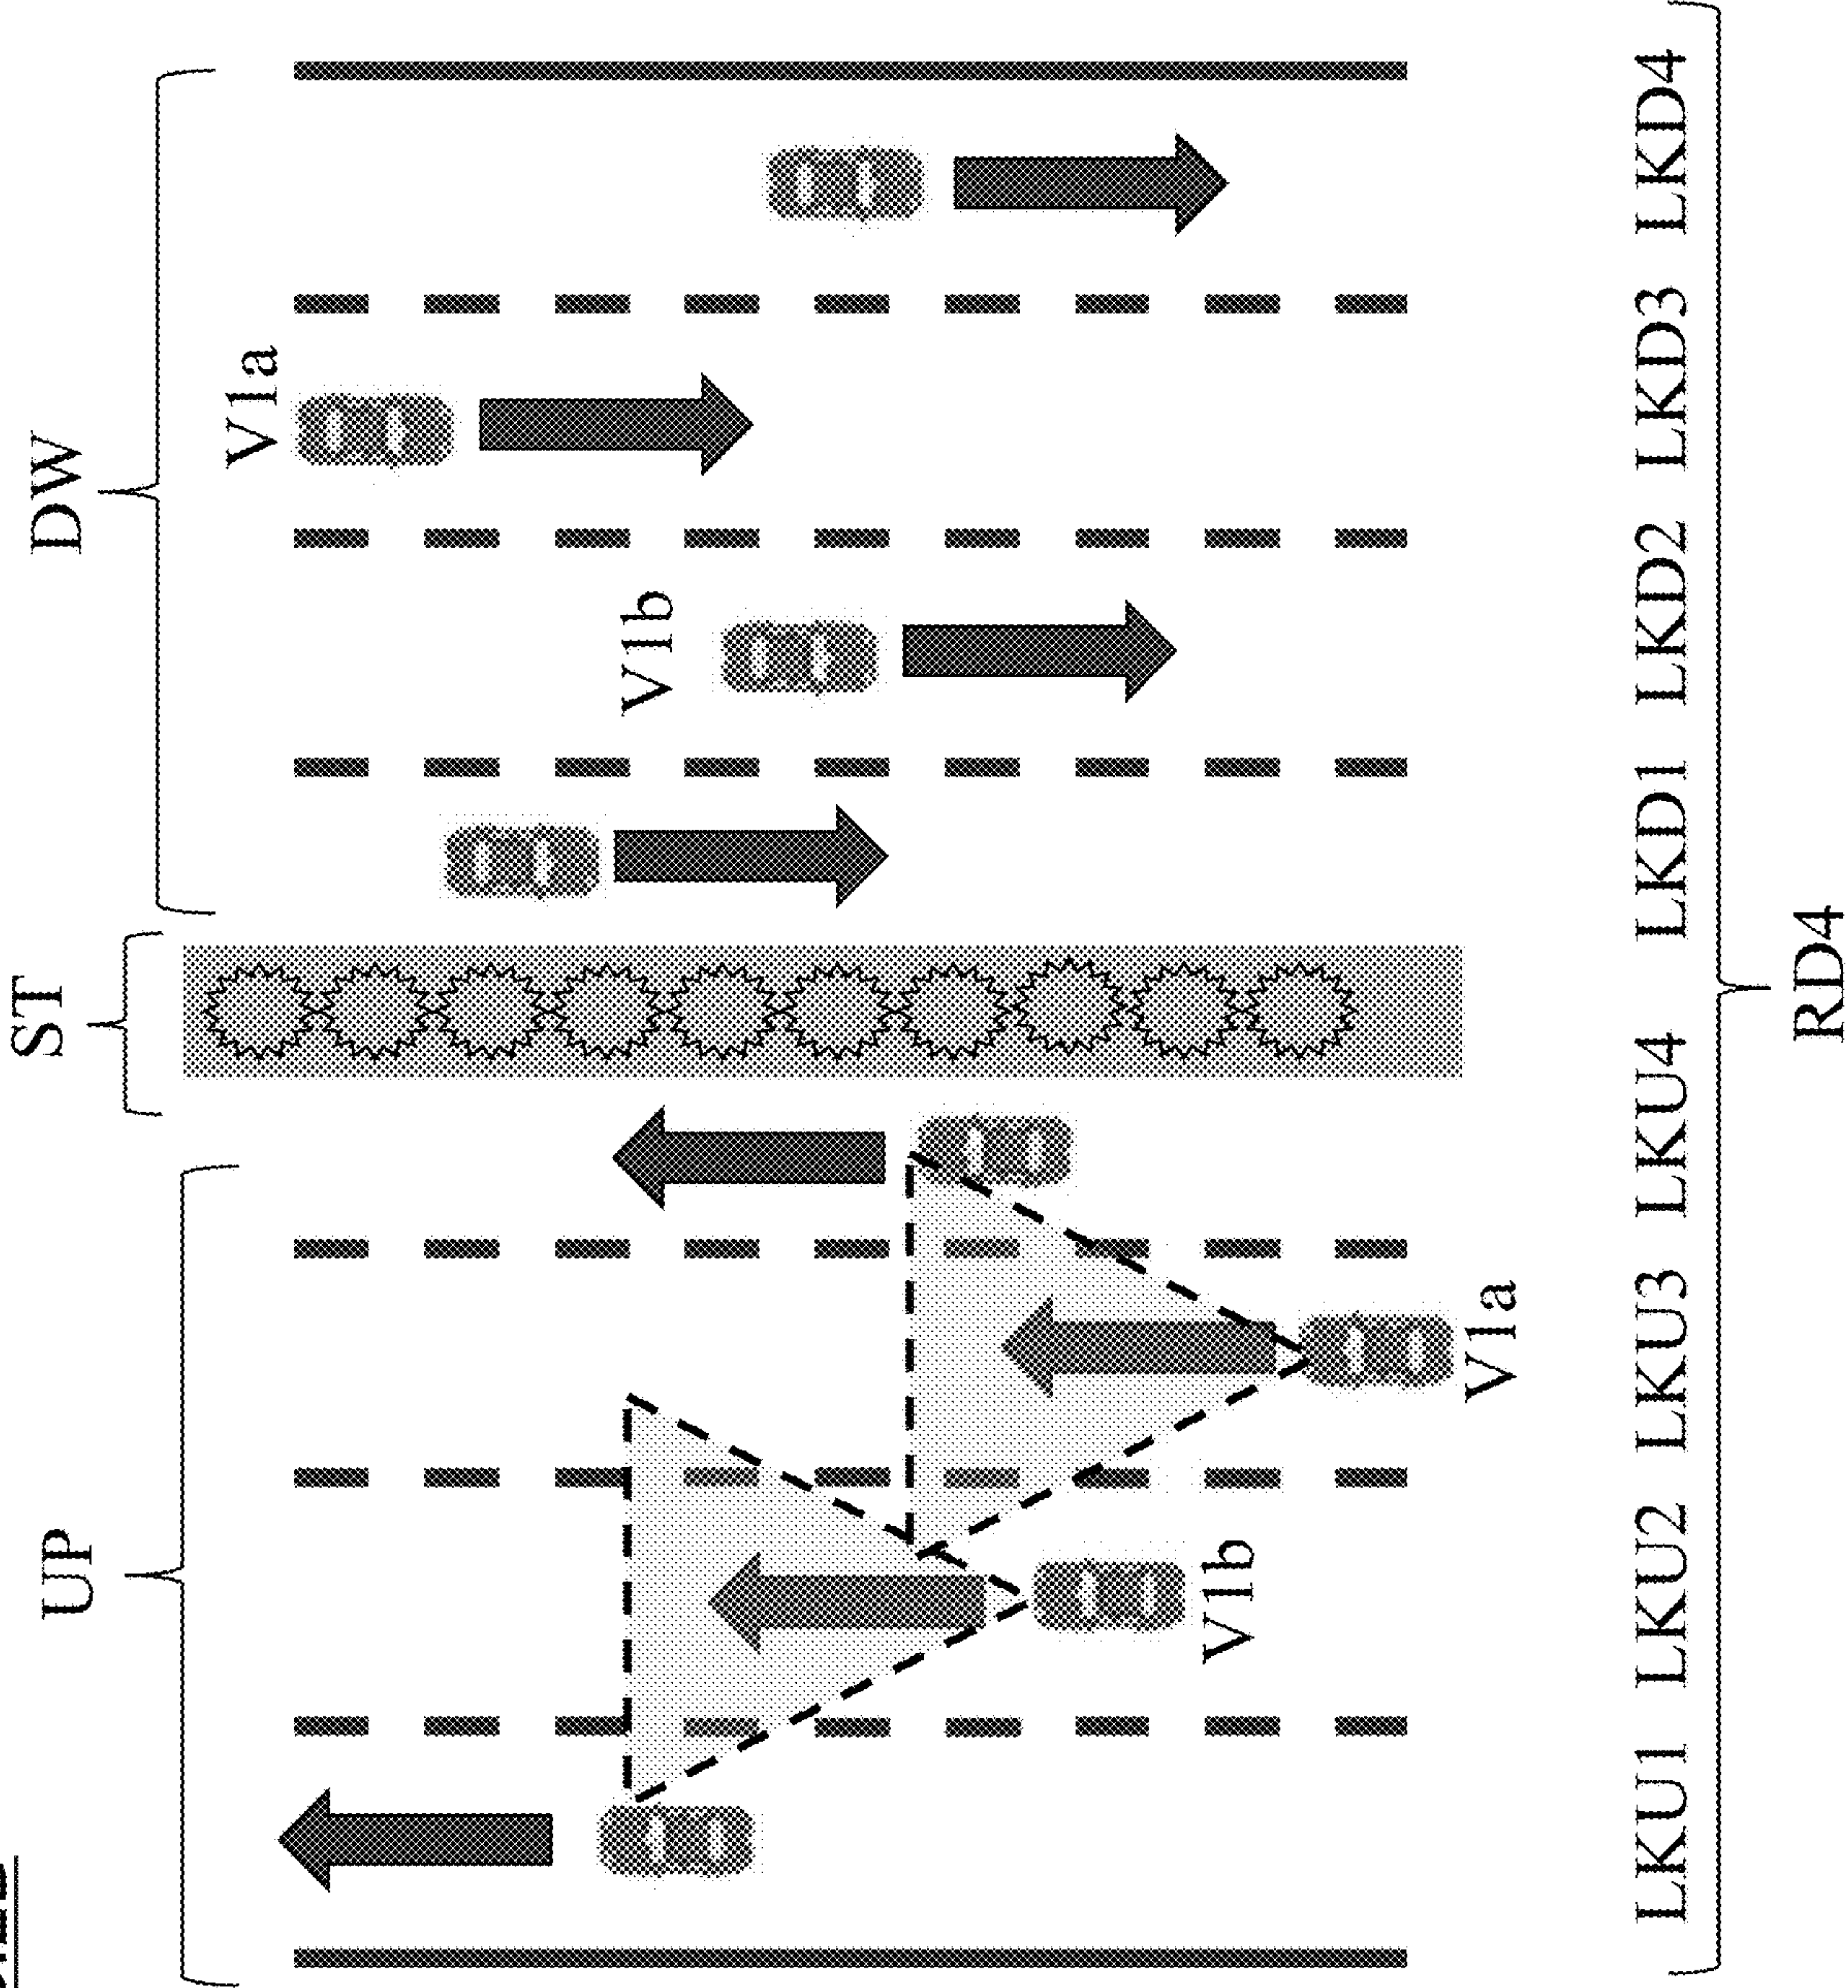 UP ST DW
V1a
V1b
V1b
V1a
LKU1 LKU2 LKU3 LKU4 LKD1 LKD2 LKD3 LKD4
RD4